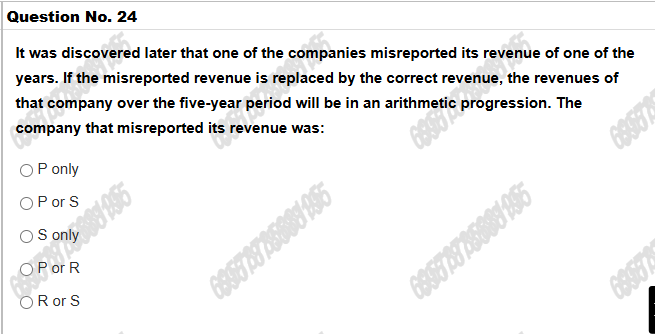 Question No. 24
It was discovered later that one of the companies misreported its revenue of one of the
years. If the misreported revenue is replaced by the correct revenue, the revenues of
that company over the five-year period will be in an arithmetic progression. The
company that misreported its revenue was:
P only
P or S
S only
P or R
R or S